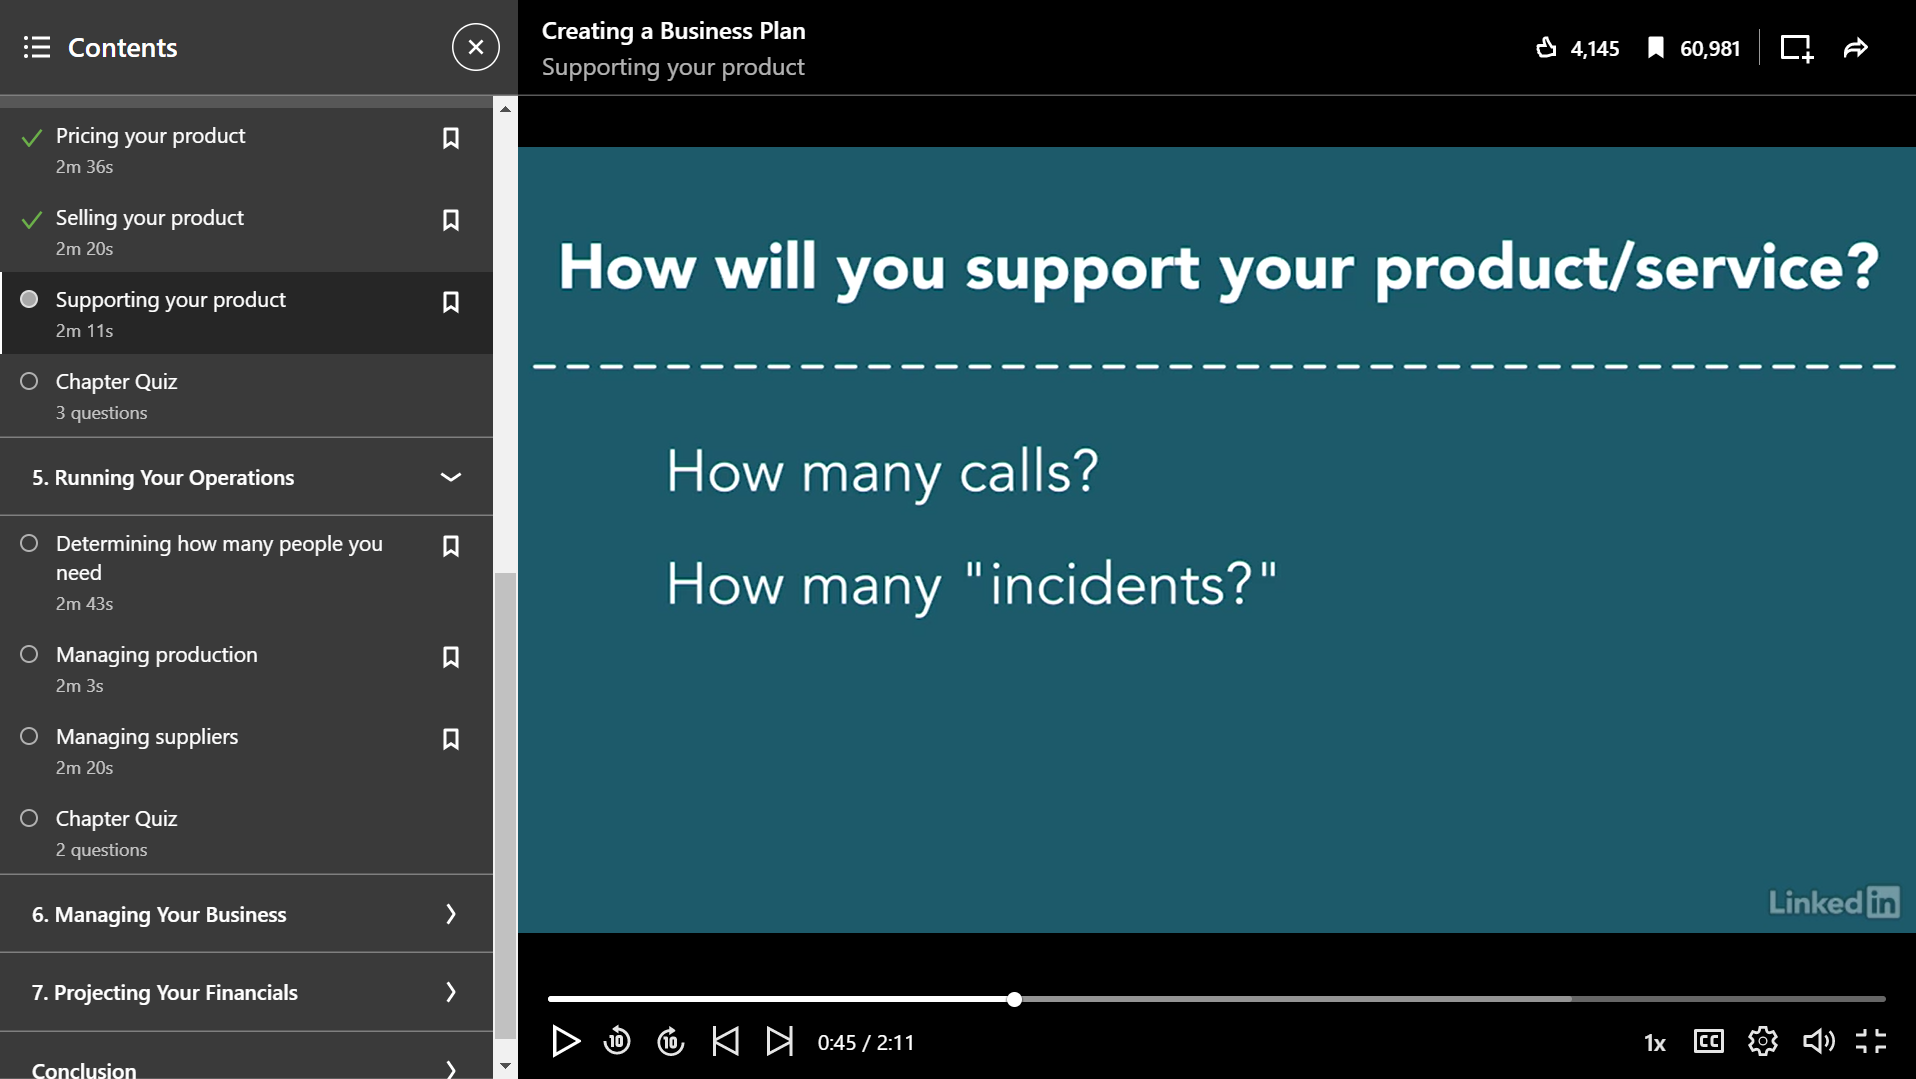 Contents
Creating a Business Plan
Supporting your product
4,145
60,981
Pricing your product
2m 36s
Selling your product
2m 20s
Supporting your product
2m 11s
Chapter Quiz
3 questions
5. Running Your Operations
Determining how many people you
need
2m 43s
Managing production
2m 3s
Managing suppliers
2m 20s
Chapter Quiz
2 questions
6. Managing Your Business
7. Projecting Your Financials
Conclusion
How will you support your product/service?
How many calls?
How many "incidents?"
LinkedIn
10
10
0:45 / 2:11
1x
CC